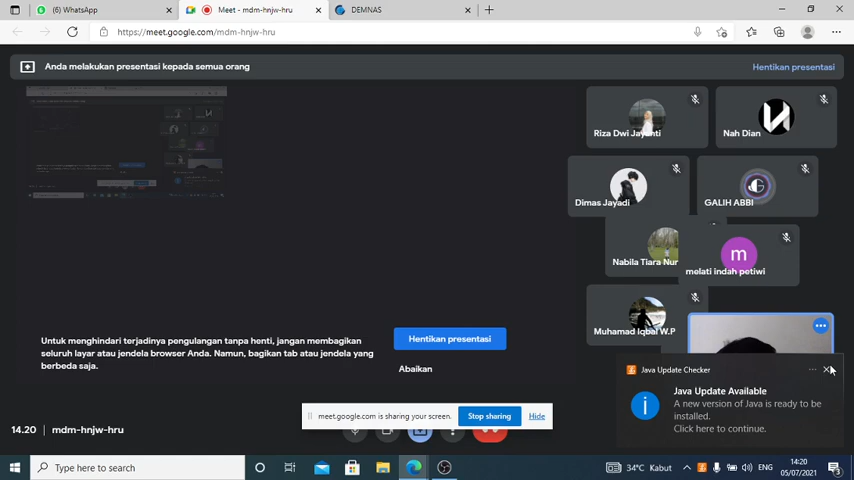 (6) WhatsApp
Meet - mdm-hnjw-hru
DEMNAS
https://meet.google.com/mdm-hnjw-hru
Anda melakukan presentasi kepada semua orang
Hentikan presentasi
Riza Dwi Jayanti
Nah Dian
Dimas Jayadi
GALIH ABBI
Nabila Tiara Nur
melati indah petiwi
Muhamad Iqbal W.P
Untuk menghindari terjadinya pengulangan tanpa henti, jangan membagikan
seluruh layar atau jendela browser Anda. Namun, bagikan tab atau jendela yang
berbeda saja.
Hentikan presentasi
Abaikan
Java Update Checker
Java Update Available
A new version of Java is ready to be
installed.
Click here to continue.
meet.google.com is sharing your screen.
Stop sharing
Hide
14.20
mdm-hnjw-hru
Type here to search
34°C Kabut
ENG
14:20
05/07/2021
3